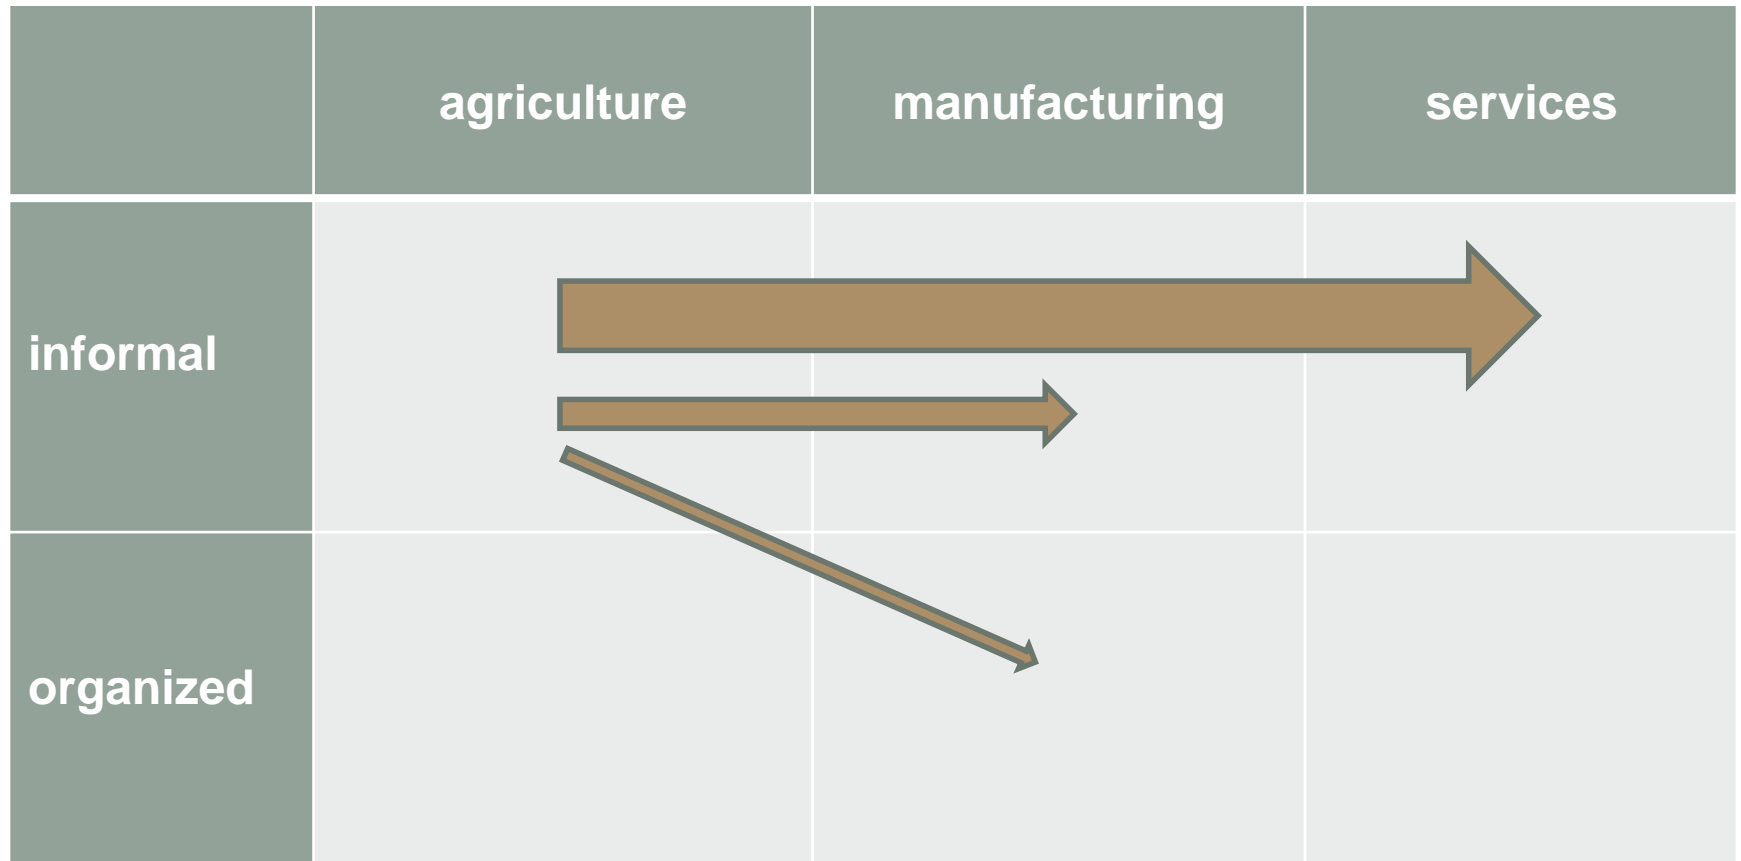 agriculture manufacturing services
informal
organized